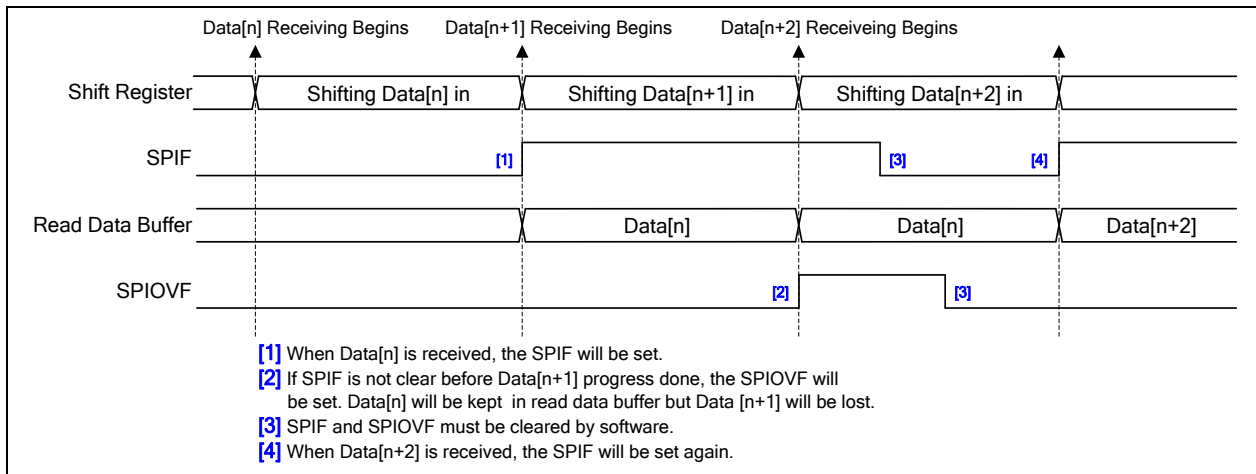 Data[n] Receiving Begins Data[n+1] Receiving Begins Data[n+2] Receiveing Begins
Shift Register Shifting Data[n] in Shifting Data[n+1] in Shifting Data[n+2] in
SPIF [1] [3] [4]
Read Data Buffer Data[n] Data[n] Data[n+2]
SPIOVF [2] [3]
[1] When Data[n] is received, the SPIF will be set.
[2] If SPIF is not clear before Data[n+1] progress done, the SPIOVF will
be set. Data[n] will be kept in read data buffer but Data [n+1] will be lost.
[3] SPIF and SPIOVF must be cleared by software.
[4] When Data[n+2] is received, the SPIF will be set again.